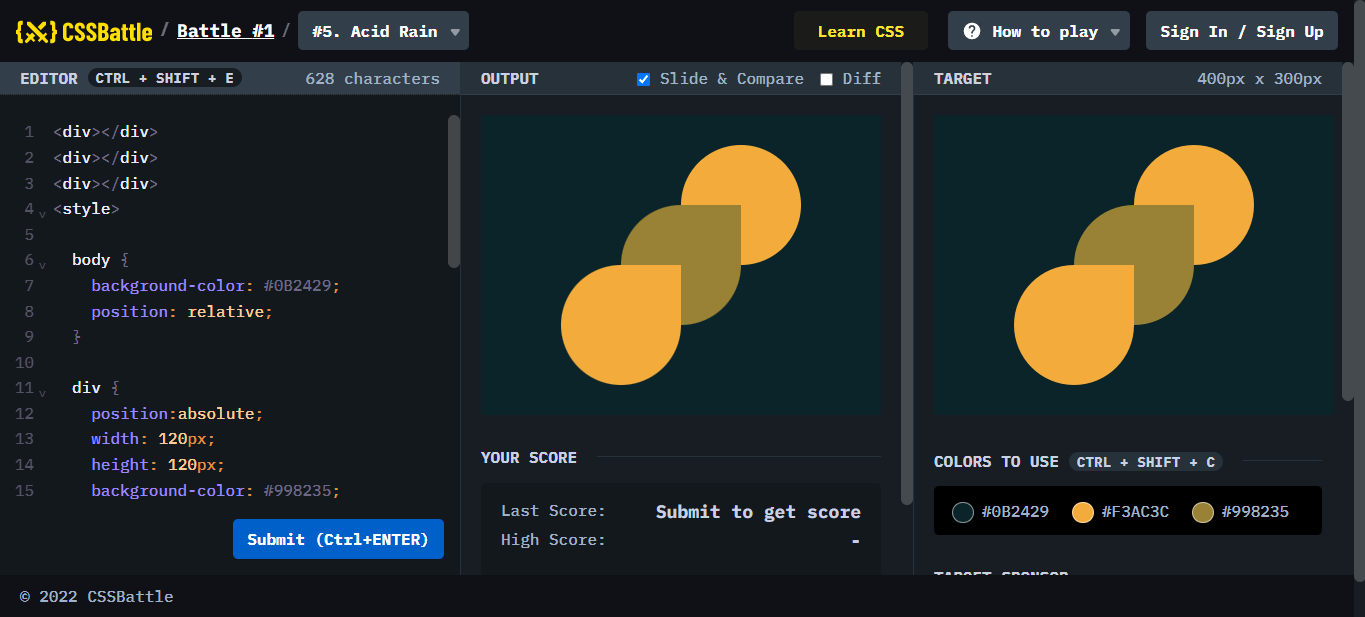 {⚔} CSSBattle / Battle #1 / #5. Acid Rain ▾ Learn CSS ? How to play ▾ Sign In / Sign Up
EDITOR CTRL + SHIFT + E 628 characters
1 <div></div>
2 <div></div>
3 <div></div>
4 <style>
5
6 body {
7 background-color: #0B2429;
8 position: relative;
9 }
10
11 div {
12 position:absolute;
13 width: 120px;
14 height: 120px;
15 background-color: #998235;
Submit (Ctrl+ENTER)
OUTPUT Slide & Compare Diff
YOUR SCORE
Last Score: Submit to get score
High Score: -
TARGET 400px x 300px
COLORS TO USE CTRL + SHIFT + C
#0B2429 #F3AC3C #998235
TARGET SPONSOR
© 2022 CSSBattle